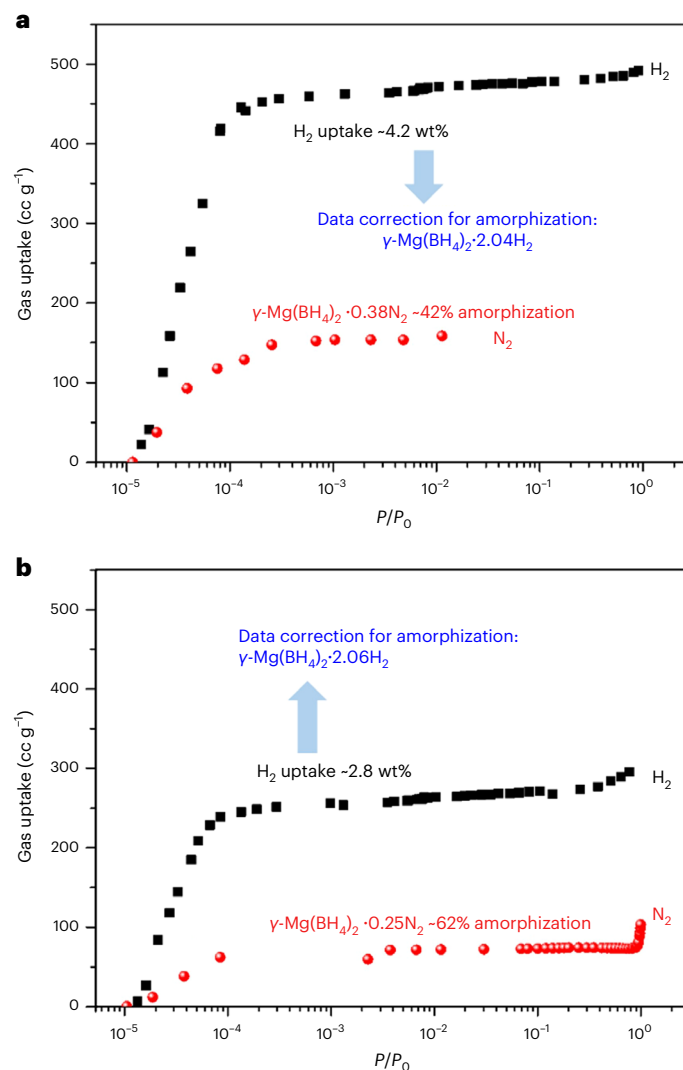 a
500
400
300
200
100
0
Gas uptake (cc g⁻¹)
H₂
H₂ uptake ~4.2 wt%
Data correction for amorphization:
γ-Mg(BH₄)₂·2.04H₂
γ-Mg(BH₄)₂ ·0.38N₂ ~42% amorphization
N₂
10⁻⁵ 10⁻⁴ 10⁻³ 10⁻² 10⁻¹ 10⁰
P/P₀
b
500
400
300
200
100
0
Gas uptake (cc g⁻¹)
Data correction for amorphization:
γ-Mg(BH₄)₂·2.06H₂
H₂ uptake ~2.8 wt%
H₂
γ-Mg(BH₄)₂ ·0.25N₂ ~62% amorphization
N₂
10⁻⁵ 10⁻⁴ 10⁻³ 10⁻² 10⁻¹ 10⁰
P/P₀